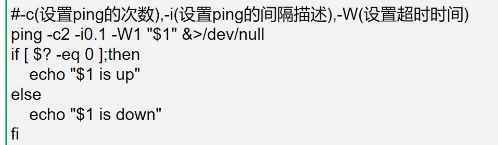 #-c(设置ping的次数),-i(设置ping的间隔描述),-W(设置超时时间)
ping -c2 -i0.1 -W1 "$1" &>/dev/null
if [ $? -eq 0 ];then
    echo "$1 is up"
else
    echo "$1 is down"
fi